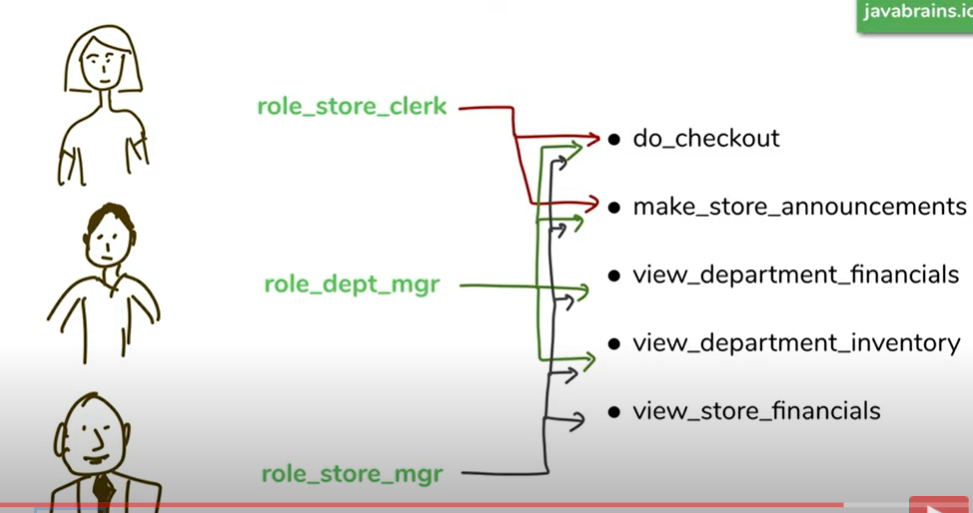 javabrains.io
role_store_clerk
do_checkout
make_store_announcements
view_department_financials
role_dept_mgr
view_department_inventory
view_store_financials
role_store_mgr